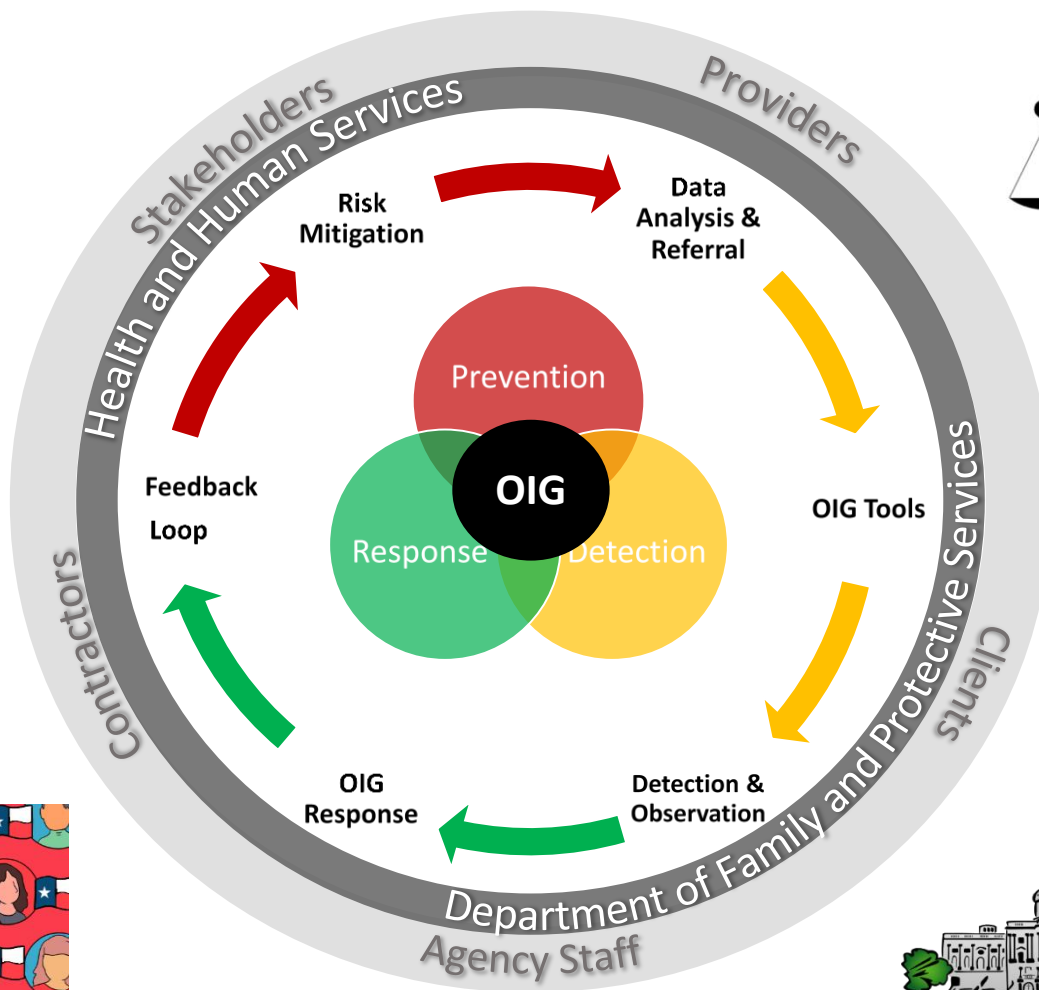 Stakeholders
Providers
Health and Human Services
Risk
Mitigation
Data
Analysis &
Referral
Prevention
OIG
Response
Detection
Feedback
Loop
OIG Tools
Contractors
Clients
OIG
Response
Detection &
Observation
Department of Family and Protective Services
Agency Staff